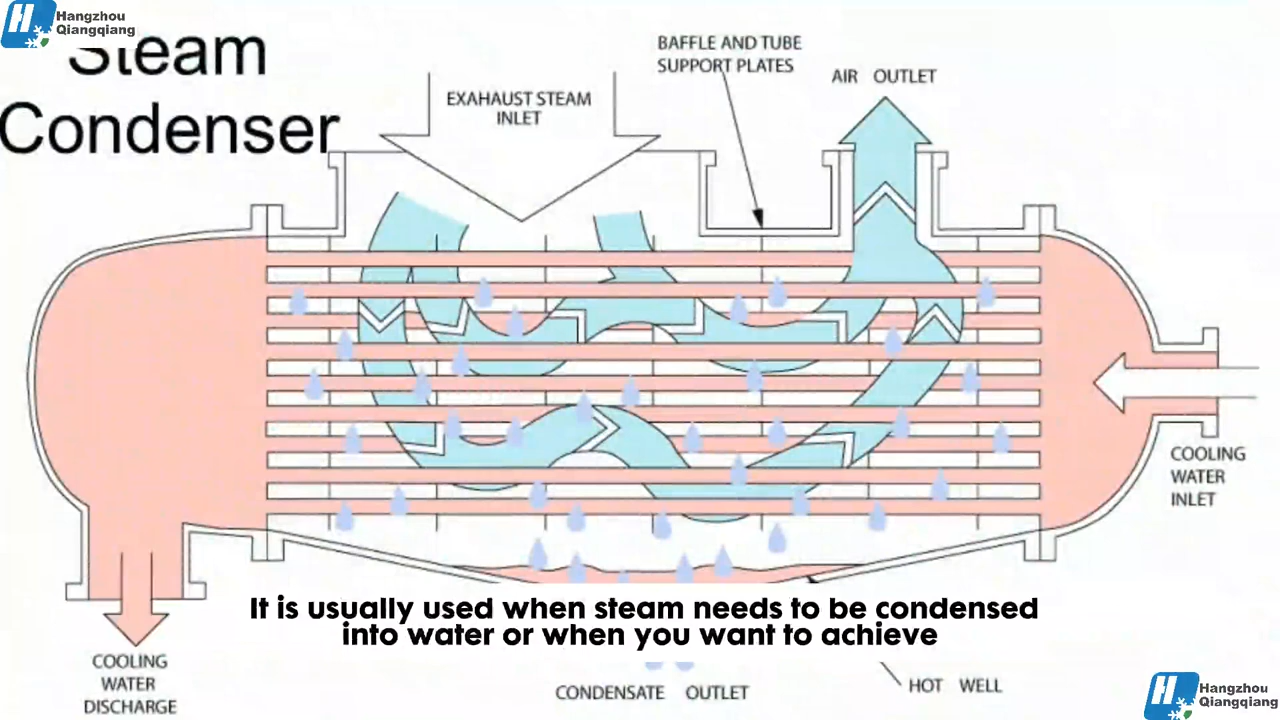 Hangzhou
Qiangqiang
Steam
Condenser
BAFFLE AND TUBE
SUPPORT PLATES
AIR OUTLET
EXAHAUST STEAM
INLET
COOLING
WATER
INLET
It is usually used when steam needs to be condensed
into water or when you want to achieve
COOLING
WATER
DISCHARGE
CONDENSATE OUTLET
HOT WELL
Hangzhou
Qiangqiang